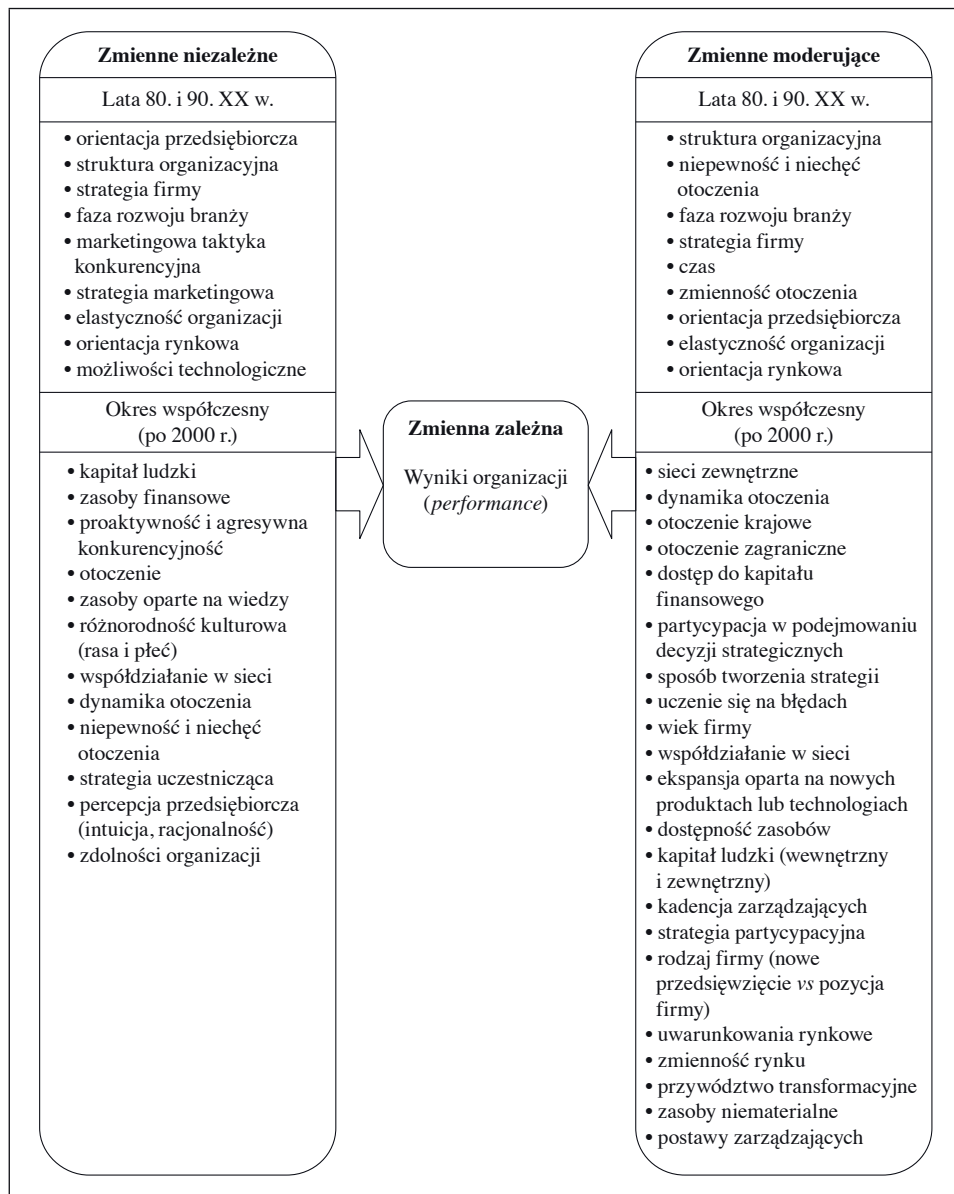 Zmienne niezależne
Lata 80. i 90. XX w.
• orientacja przedsiębiorcza
• struktura organizacyjna
• strategia firmy
• faza rozwoju branży
• marketingowa taktyka
konkurencyjna
• strategia marketingowa
• elastyczność organizacji
• orientacja rynkowa
• możliwości technologiczne
Okres współczesny
(po 2000 r.)
• kapitał ludzki
• zasoby finansowe
• proaktywność i agresywna
konkurencyjność
• otoczenie
• zasoby oparte na wiedzy
• różnorodność kulturowa
(rasa i płeć)
• współdziałanie w sieci
• dynamika otoczenia
• niepewność i niechęć
otoczenia
• strategia uczestnicząca
• percepcja przedsiębiorcza
(intuicja, racjonalność)
• zdolności organizacji
Zmienna zależna
Wyniki organizacji
(performance)
Zmienne moderujące
Lata 80. i 90. XX w.
• struktura organizacyjna
• niepewność i niechęć
otoczenia
• faza rozwoju branży
• strategia firmy
• czas
• zmienność otoczenia
• orientacja przedsiębiorcza
• elastyczność organizacji
• orientacja rynkowa
Okres współczesny
(po 2000 r.)
• sieci zewnętrzne
• dynamika otoczenia
• otoczenie krajowe
• otoczenie zagraniczne
• dostęp do kapitału
finansowego
• partycypacja w podejmowaniu
decyzji strategicznych
• sposób tworzenia strategii
• uczenie się na błędach
• wiek firmy
• współdziałanie w sieci
• ekspansja oparta na nowych
produktach lub technologiach
• dostępność zasobów
• kapitał ludzki (wewnętrzny
i zewnętrzny)
• kadencja zarządzających
• strategia partycypacyjna
• rodzaj firmy (nowe
przedsięwzięcie vs pozycja
firmy)
• uwarunkowania rynkowe
• zmienność rynku
• przywództwo transformacyjne
• zasoby niematerialne
• postawy zarządzających